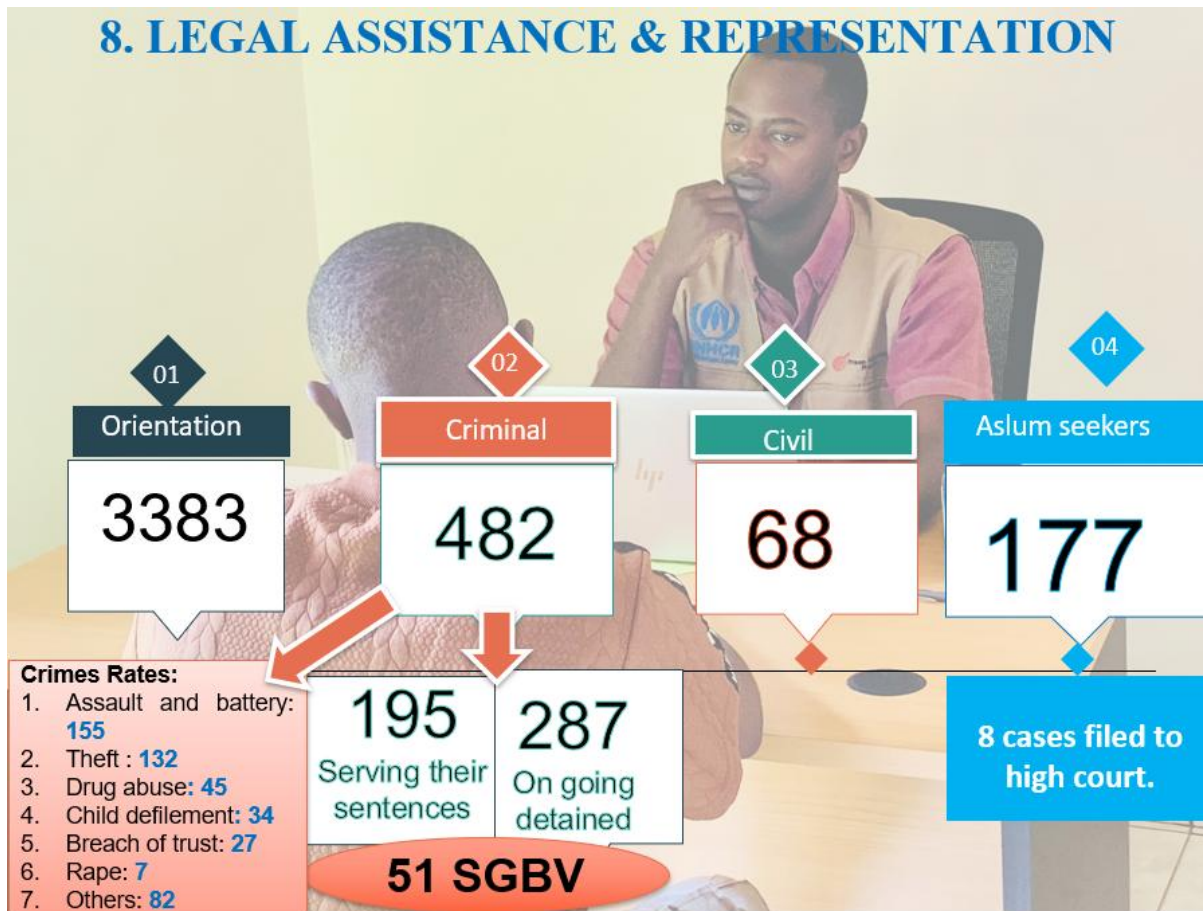 8. LEGAL ASSISTANCE & REPRESENTATION
01
Orientation
3383
02
Criminal
482
03
Civil
68
04
Aslum seekers
177
UNHCR
hp
Crimes Rates:
1. Assault and battery:
155
2. Theft : 132
3. Drug abuse: 45
4. Child defilement: 34
5. Breach of trust: 27
6. Rape: 7
7. Others: 82
195
Serving their
sentences
287
On going
detained
51 SGBV
8 cases filed to
high court.